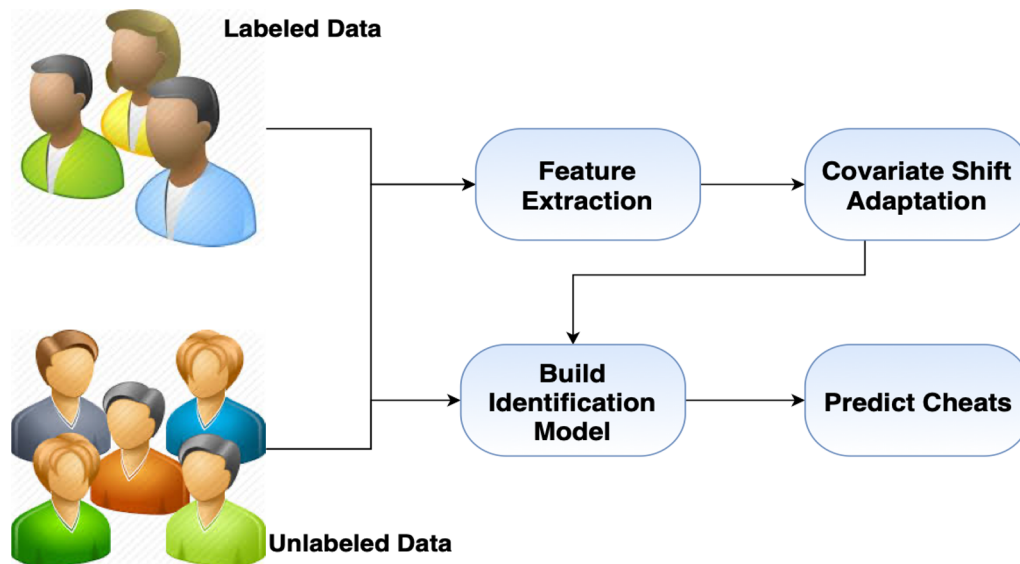 Labeled Data
Feature
Extraction
Covariate Shift
Adaptation
Build
Identification
Model
Predict Cheats
Unlabeled Data